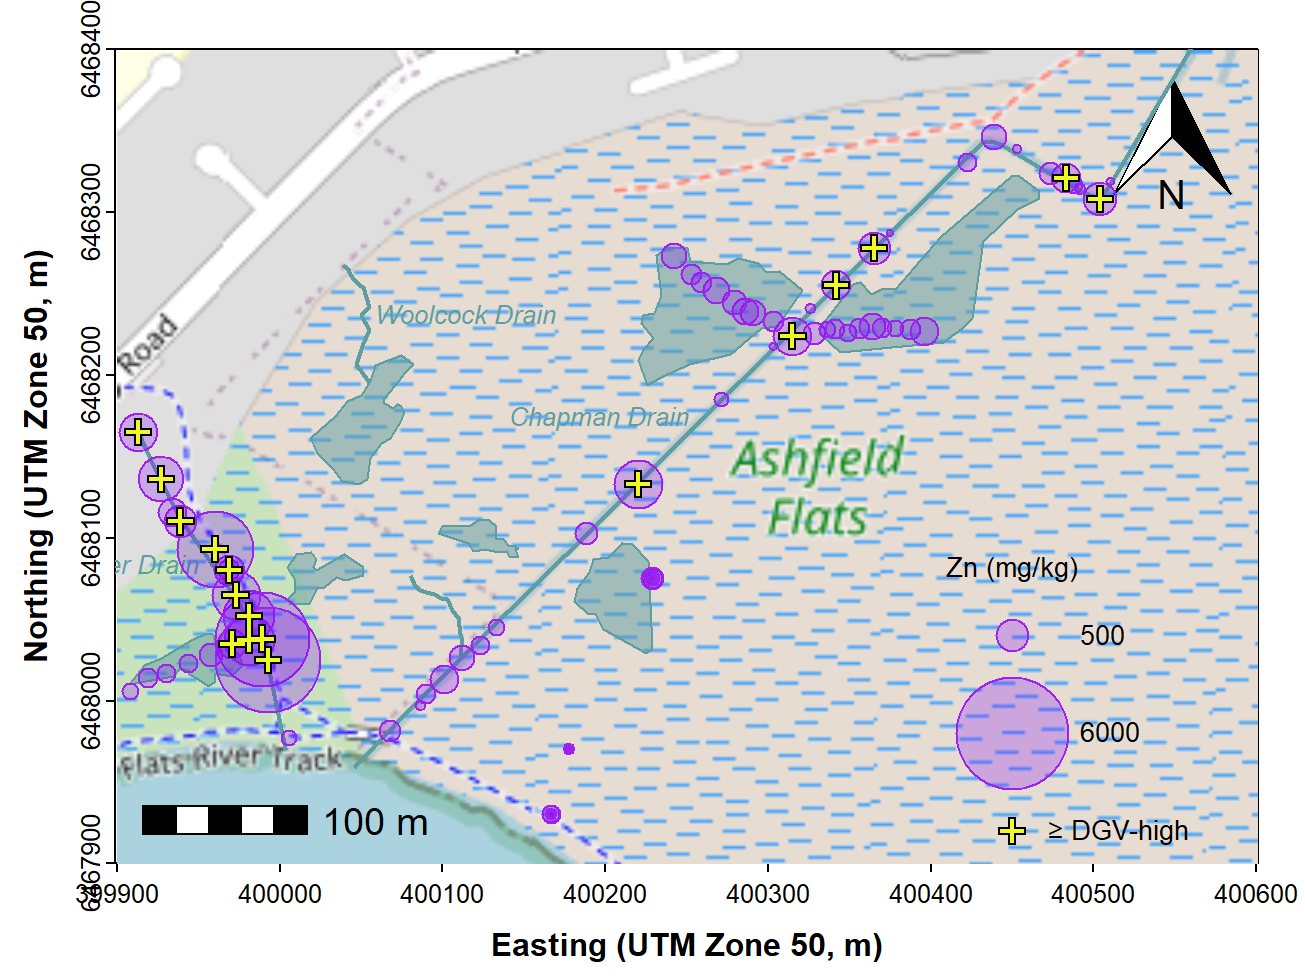 6468400
6468300
6468200
6468100
6468000
6467900
Northing (UTM Zone 50, m)
N
Road
Woolcock Drain
Chapman Drain
Ashfield
Flats
er Drain
Zn (mg/kg)
500
6000
≥ DGV-high
Flats River Track
100 m
399900 400000 400100 400200 400300 400400 400500 400600
Easting (UTM Zone 50, m)